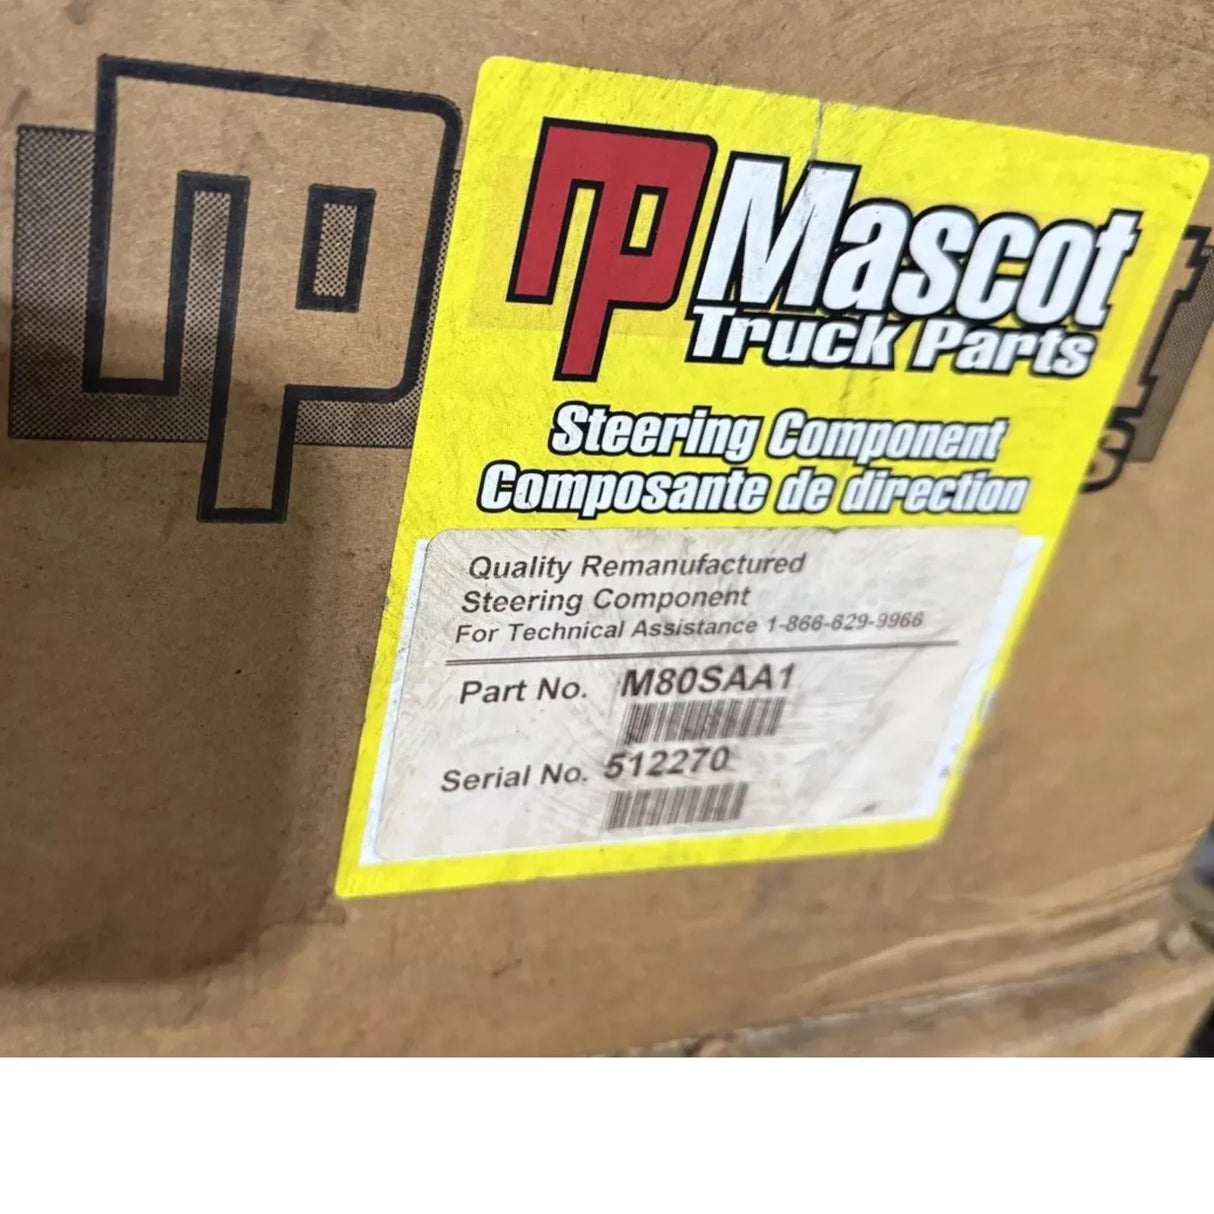 mp Mascot
Truck Parts
Steering Component
Composante de direction
Quality Remanufactured
Steering Component
For Technical Assistance 1-866-629-9966
Part No. M80SAA1
Serial No. 512270